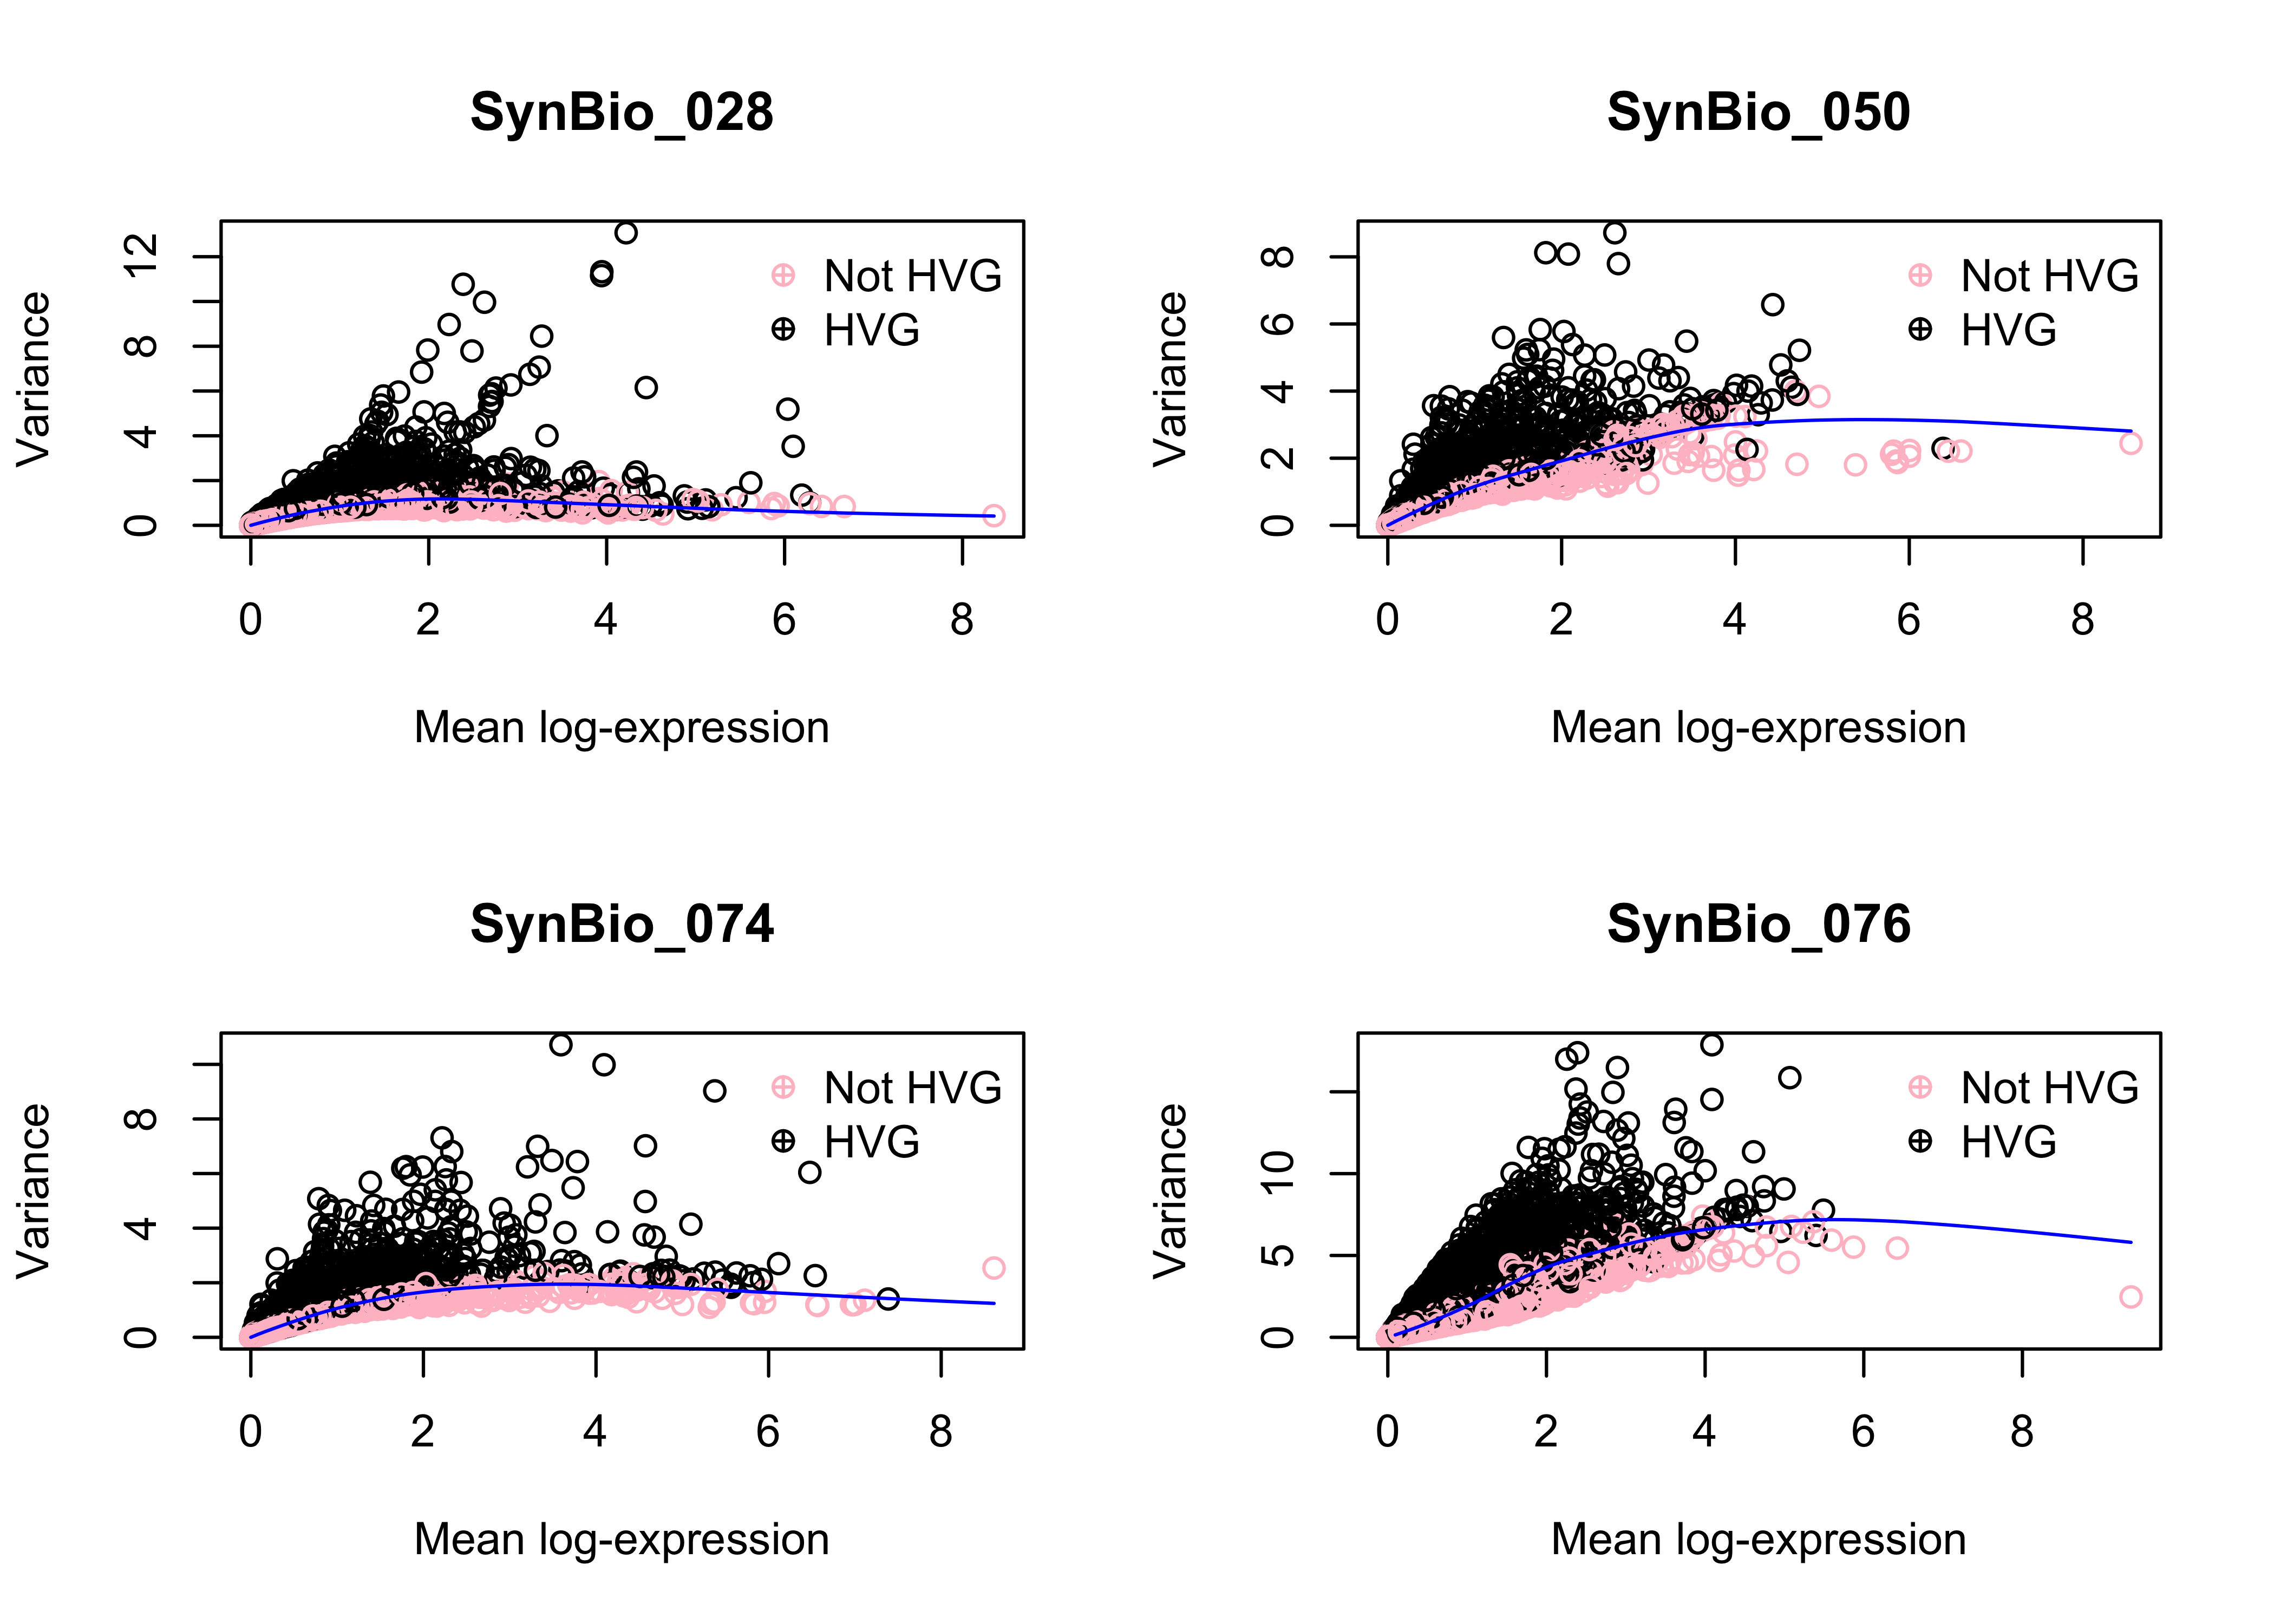 SynBio_028
Variance
0 4 8 12
Not HVG
HVG
0 2 4 6 8
Mean log-expression
SynBio_050
Variance
0 2 4 6 8
Not HVG
HVG
0 2 4 6 8
Mean log-expression
SynBio_074
Variance
0 4 8
Not HVG
HVG
0 2 4 6 8
Mean log-expression
SynBio_076
Variance
0 5 10
Not HVG
HVG
0 2 4 6 8
Mean log-expression